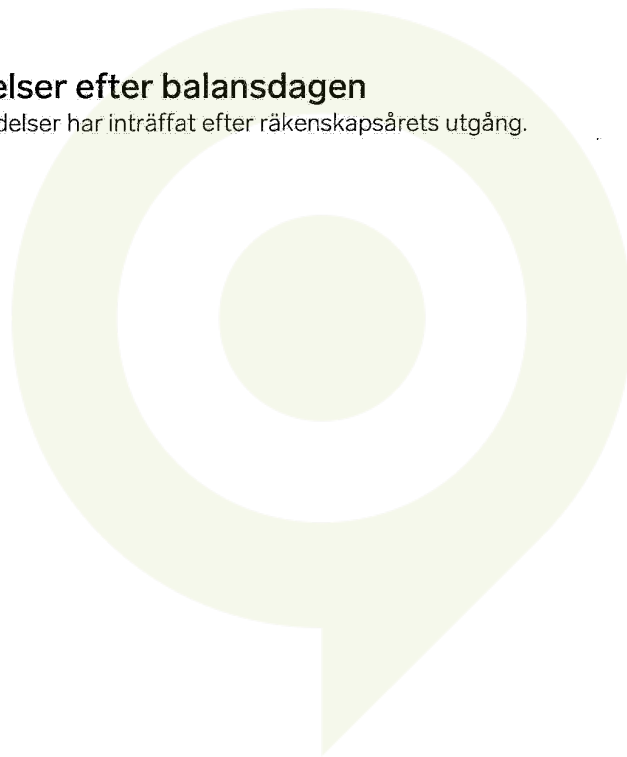 elser efter balansdagen
delser har inträffat efter räkenskapsårets utgång.